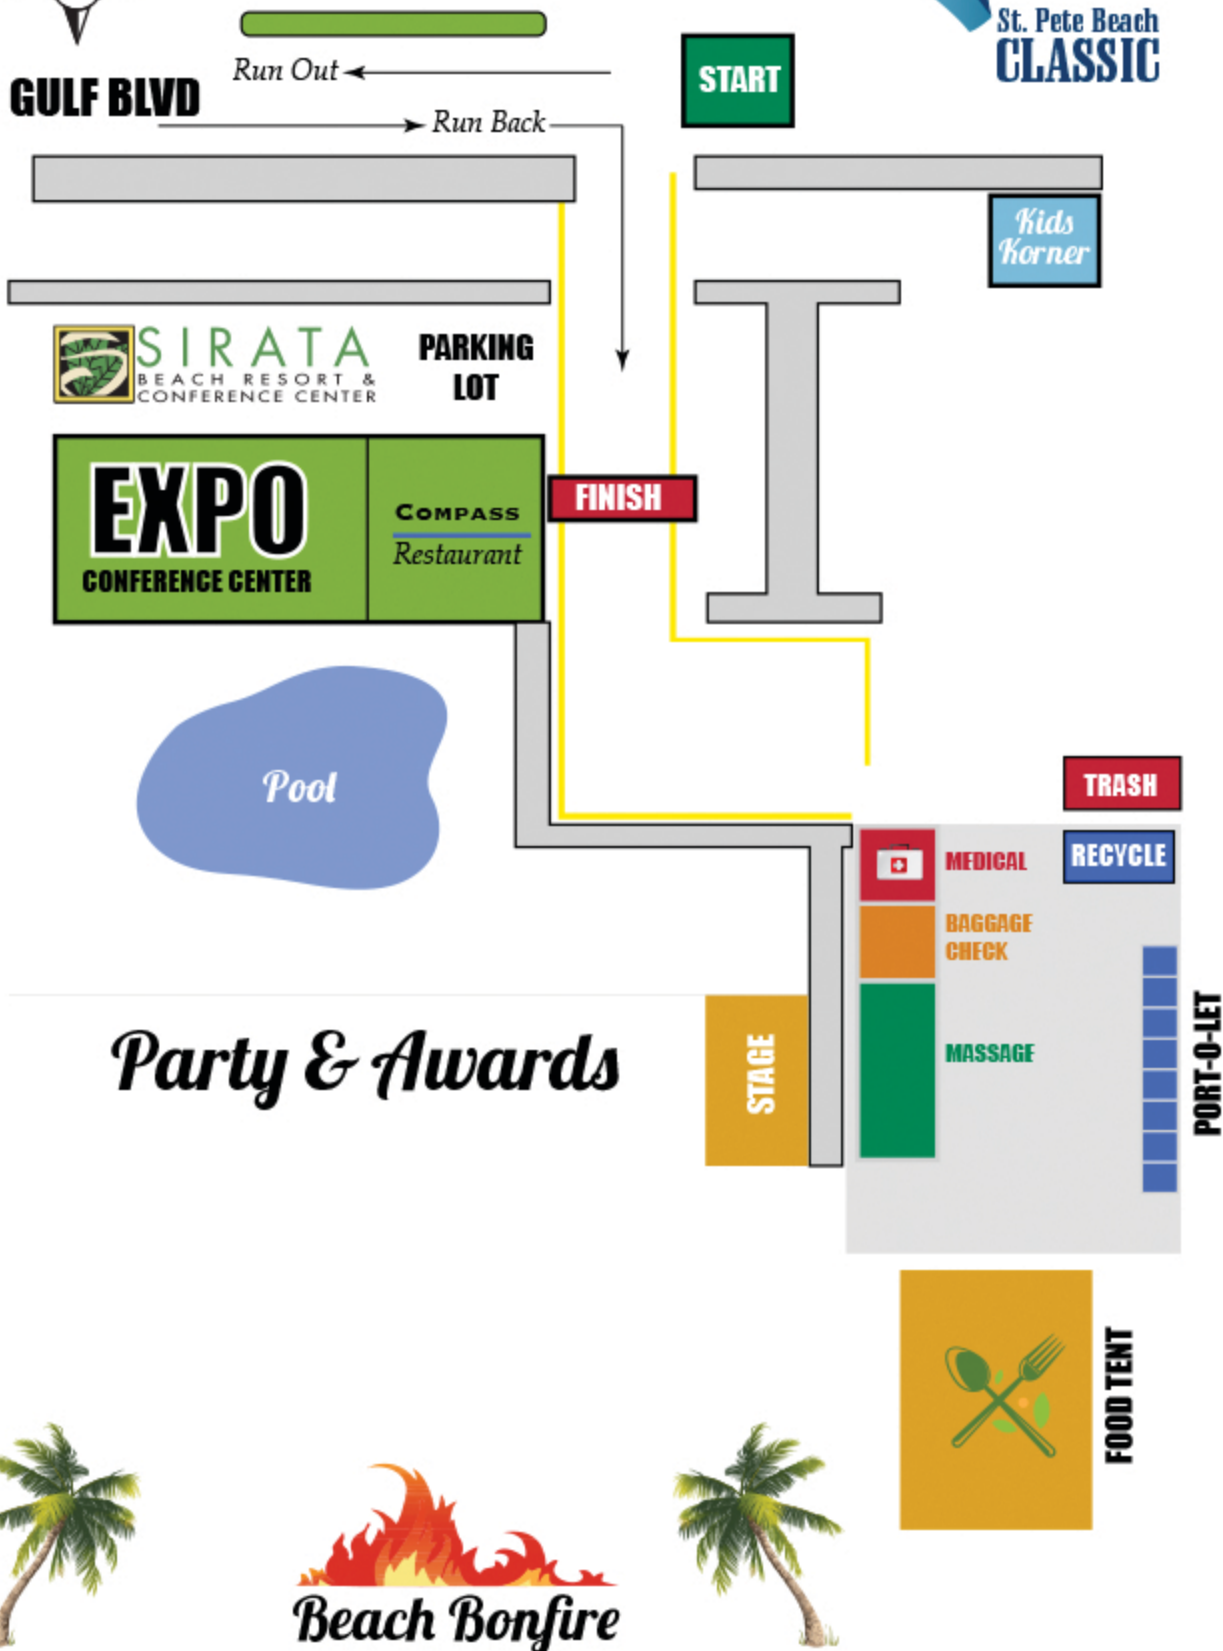 St. Pete Beach
CLASSIC
Run Out
START
GULF BLVD
Run Back
Kids
Korner
SIRATA
BEACH RESORT &
CONFERENCE CENTER
PARKING
LOT
EXPO
CONFERENCE CENTER
COMPASS
Restaurant
FINISH
Pool
TRASH
RECYCLE
MEDICAL
BAGGAGE
CHECK
MASSAGE
PORT-O-LET
Party & Awards
STAGE
FOOD TENT
Beach Bonfire